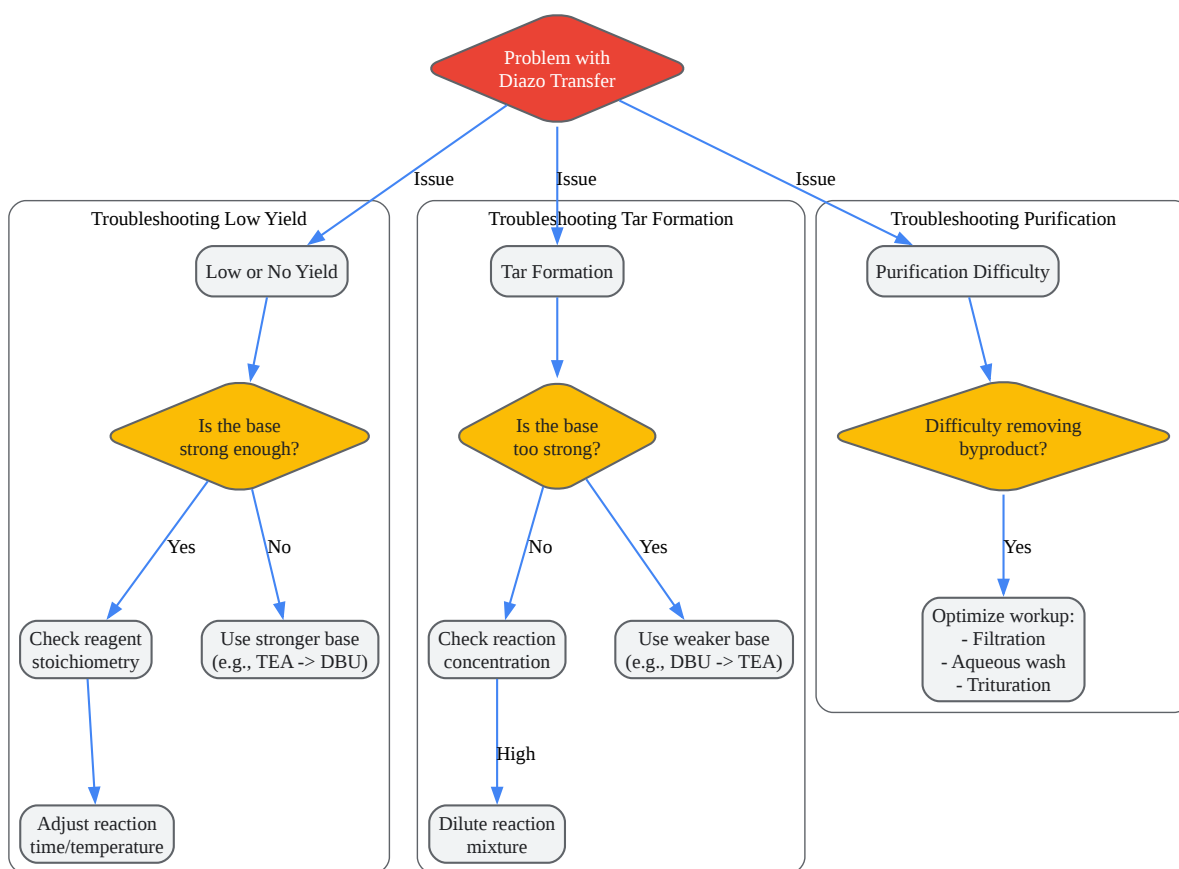 Problem with
Diazo Transfer
Issue
Issue
Issue
Troubleshooting Low Yield
Low or No Yield
Is the base
strong enough?
Yes
No
Check reagent
stoichiometry
Use stronger base
(e.g., TEA -> DBU)
Adjust reaction
time/temperature
Troubleshooting Tar Formation
Tar Formation
Is the base
too strong?
No
Yes
Check reaction
concentration
Use weaker base
(e.g., DBU -> TEA)
High
Dilute reaction
mixture
Troubleshooting Purification
Purification Difficulty
Difficulty removing
byproduct?
Yes
Optimize workup:
- Filtration
- Aqueous wash
- Trituration